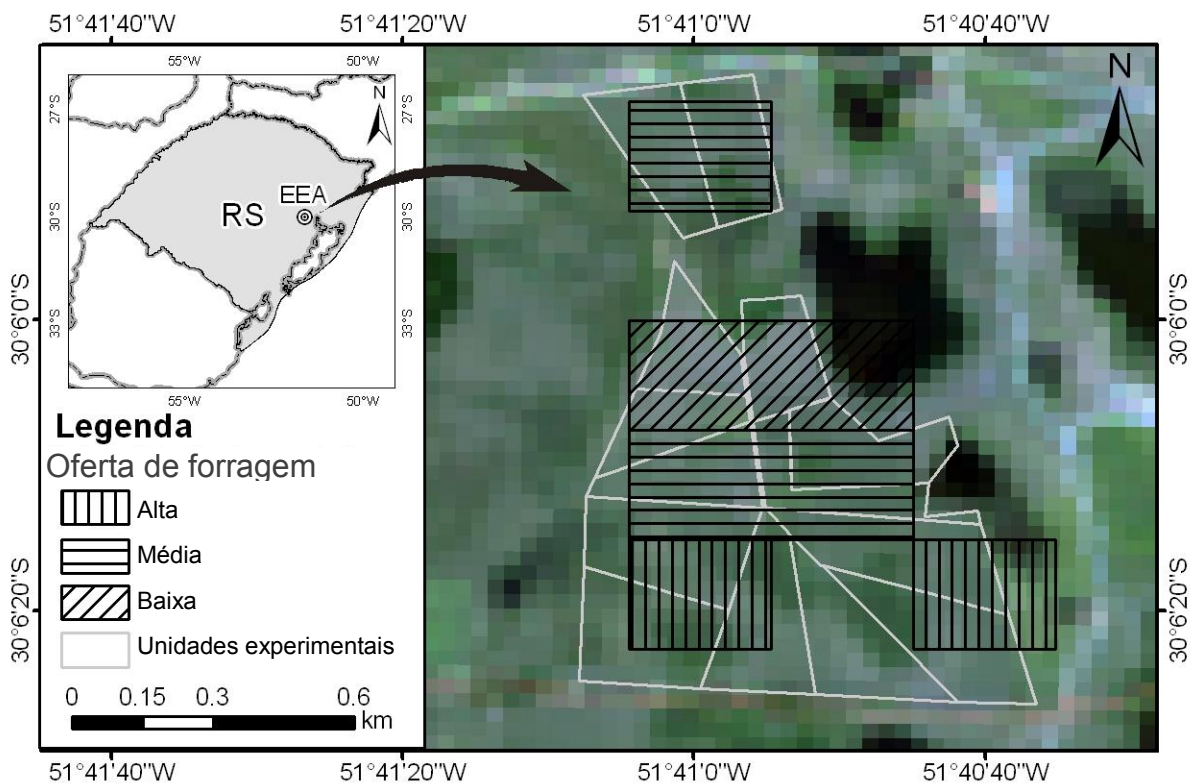 51°41'40"W 51°41'20"W 51°41'0"W 51°40'40"W
55°W 50°W
N
27°S 27°S
EEA
RS
30°S 30°S
33°S 33°S
55°W 50°W
N
30°6'0"S 30°6'0"S
Legenda
Oferta de forragem
Alta
Média
Baixa
Unidades experimentais
0 0.15 0.3 0.6
km
30°6'20"S 30°6'20"S
51°41'40"W 51°41'20"W 51°41'0"W 51°40'40"W